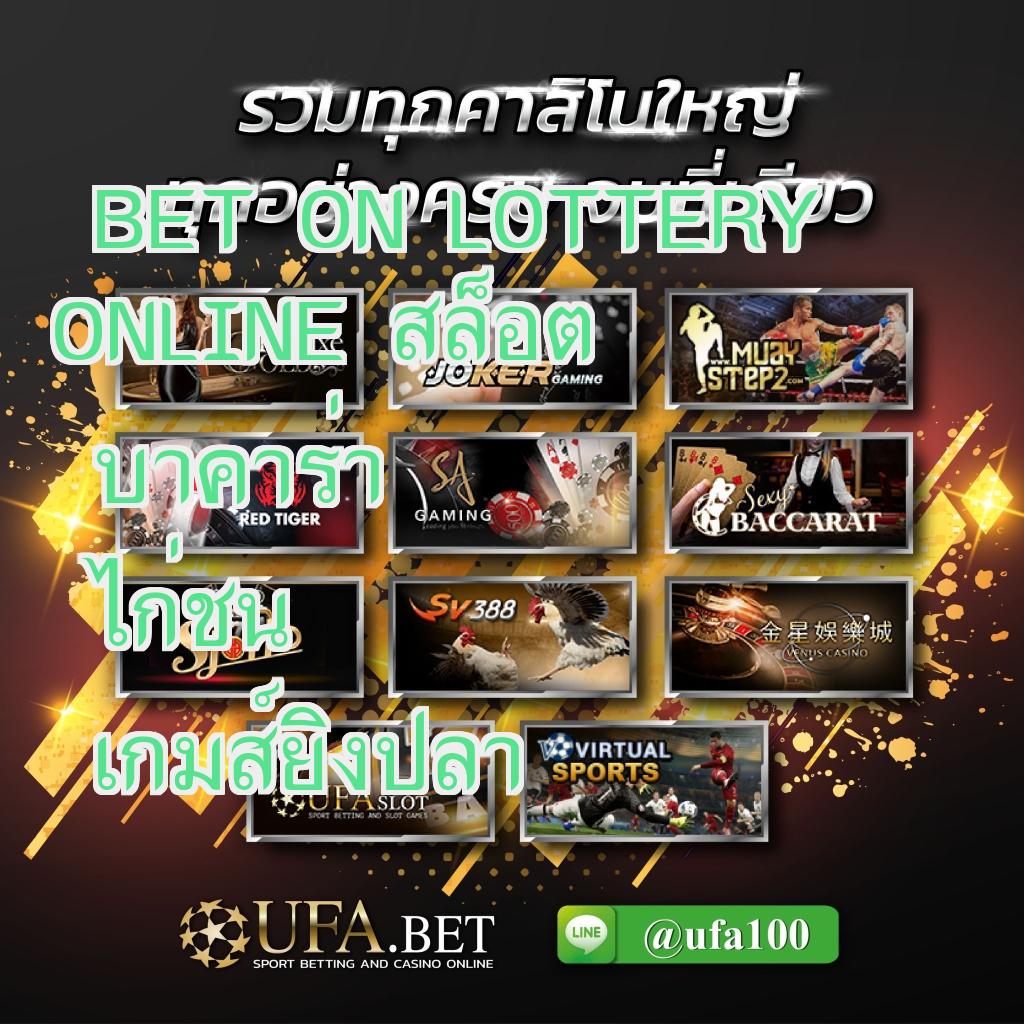 รวมทุกคาสิโนใหญ่
BET ON LOTTERY
ONLINE สล็อต
JOKER GAMING
WWW.MUAY
STEP2.COM
บาคาร่า
RED TIGER
SA
GAMING
Sexy
BACCARAT
ไก่ชน
SV388
金星娛樂城
VENUS CASINO
เกมส์ยิงปลา
UFASLOT
SPORT BETTING AND SLOT GAMES
VIRTUAL
SPORTS
UFA.BET
SPORT BETTING AND CASINO ONLINE
LINE
@ufa100